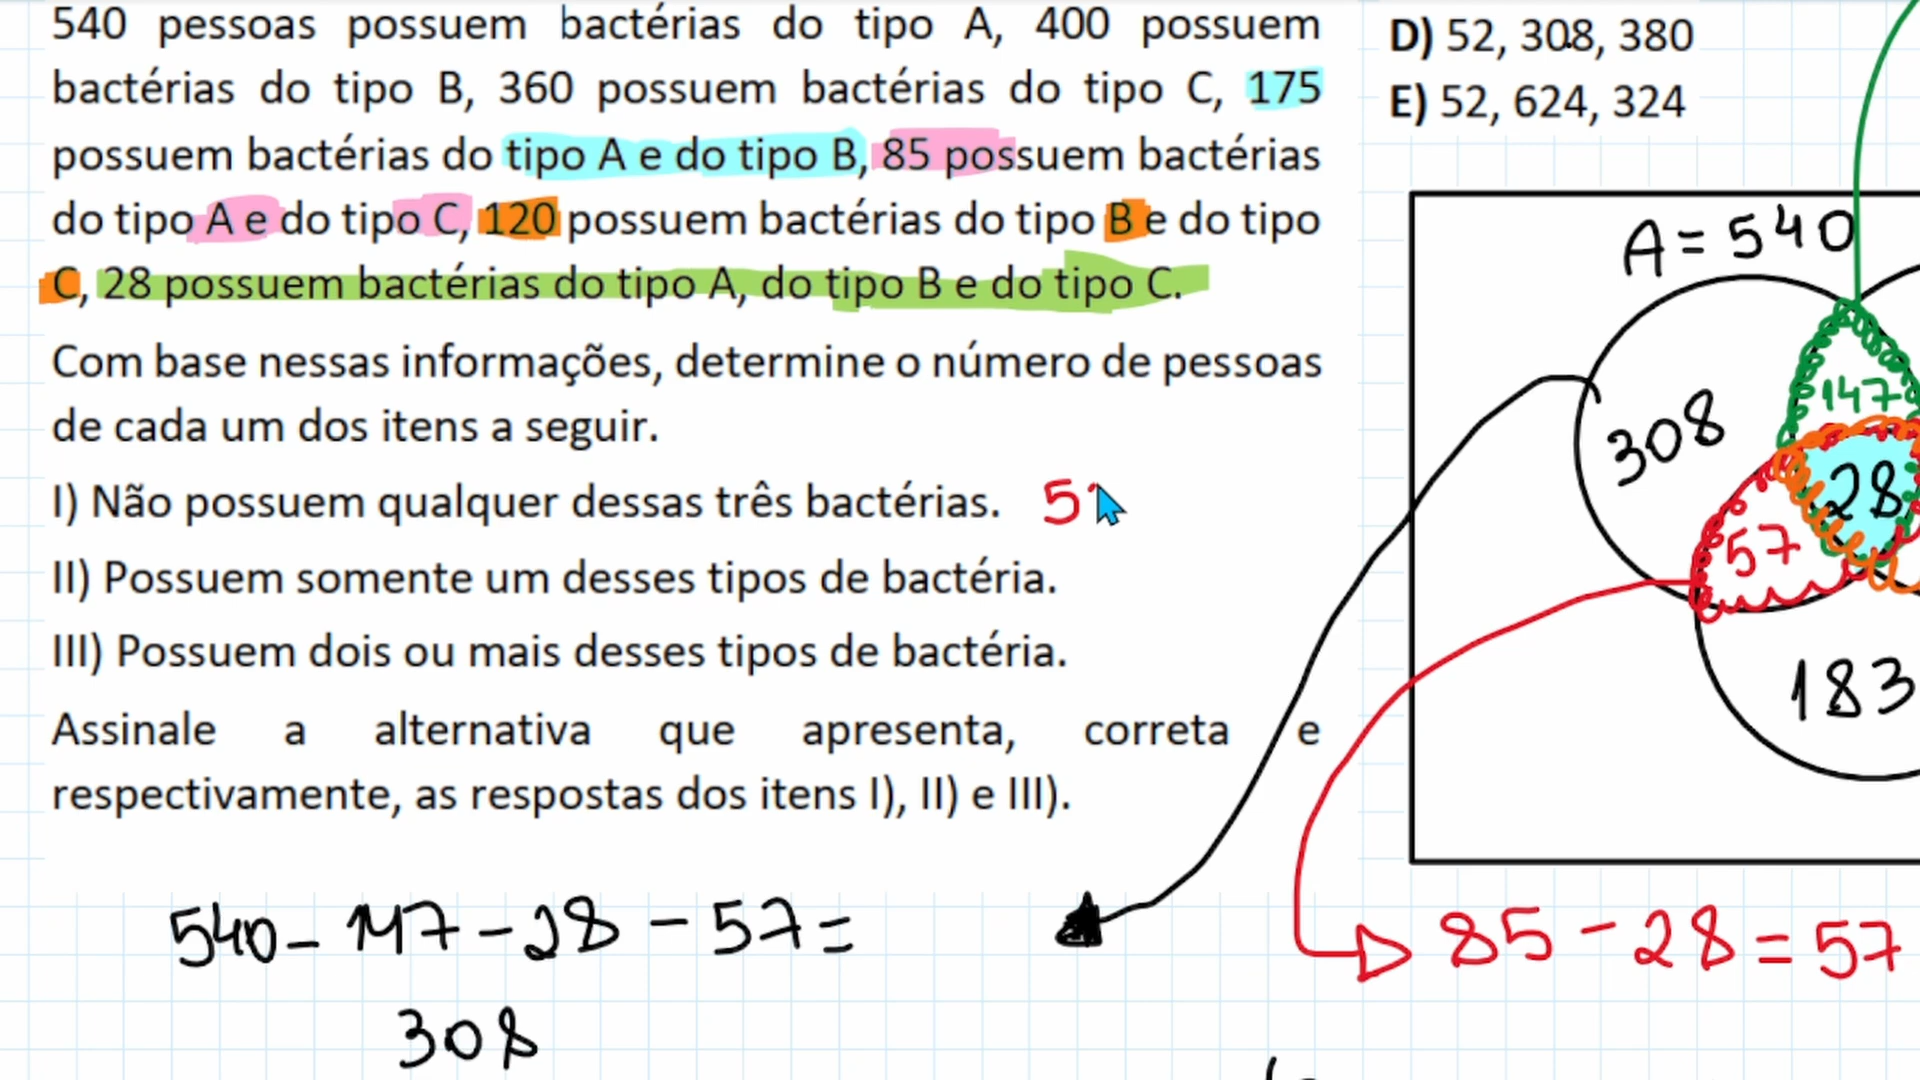 540 pessoas possuem bactérias do tipo A, 400 possuem
bactérias do tipo B, 360 possuem bactérias do tipo C, 175
possuem bactérias do tipo A e do tipo B, 85 possuem bactérias
do tipo A e do tipo C, 120 possuem bactérias do tipo B e do tipo
C, 28 possuem bactérias do tipo A, do tipo B e do tipo C.
Com base nessas informações, determine o número de pessoas
de cada um dos itens a seguir.
I) Não possuem qualquer dessas três bactérias. 5
II) Possuem somente um desses tipos de bactéria.
III) Possuem dois ou mais desses tipos de bactéria.
Assinale a alternativa que apresenta, correta e
respectivamente, as respostas dos itens I), II) e III).
540 - 147 - 28 - 57 =
308
D) 52, 308, 380
E) 52, 624, 324
A = 540
147
308
28
57
183
85 - 28 = 57